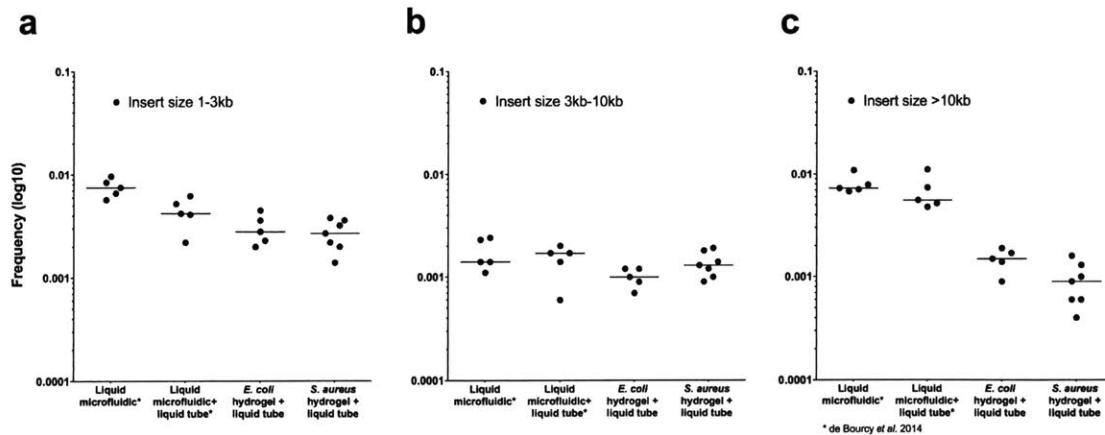 a
Frequency (log10)
0.1
0.01
0.001
0.0001
Insert size 1-3kb
Liquid
microfluidic*
Liquid
microfluidic+
liquid tube*
E. coli
hydrogel +
liquid tube
S. aureus
hydrogel +
liquid tube
b
0.1
0.01
0.001
0.0001
Insert size 3kb-10kb
Liquid
microfluidic*
Liquid
microfluidic+
liquid tube*
E. coli
hydrogel +
liquid tube
S. aureus
hydrogel +
liquid tube
c
0.1
0.01
0.001
0.0001
Insert size >10kb
Liquid
microfluidic*
Liquid
microfluidic+
liquid tube*
E. coli
hydrogel +
liquid tube
S. aureus
hydrogel +
liquid tube
* de Bourcy et al. 2014